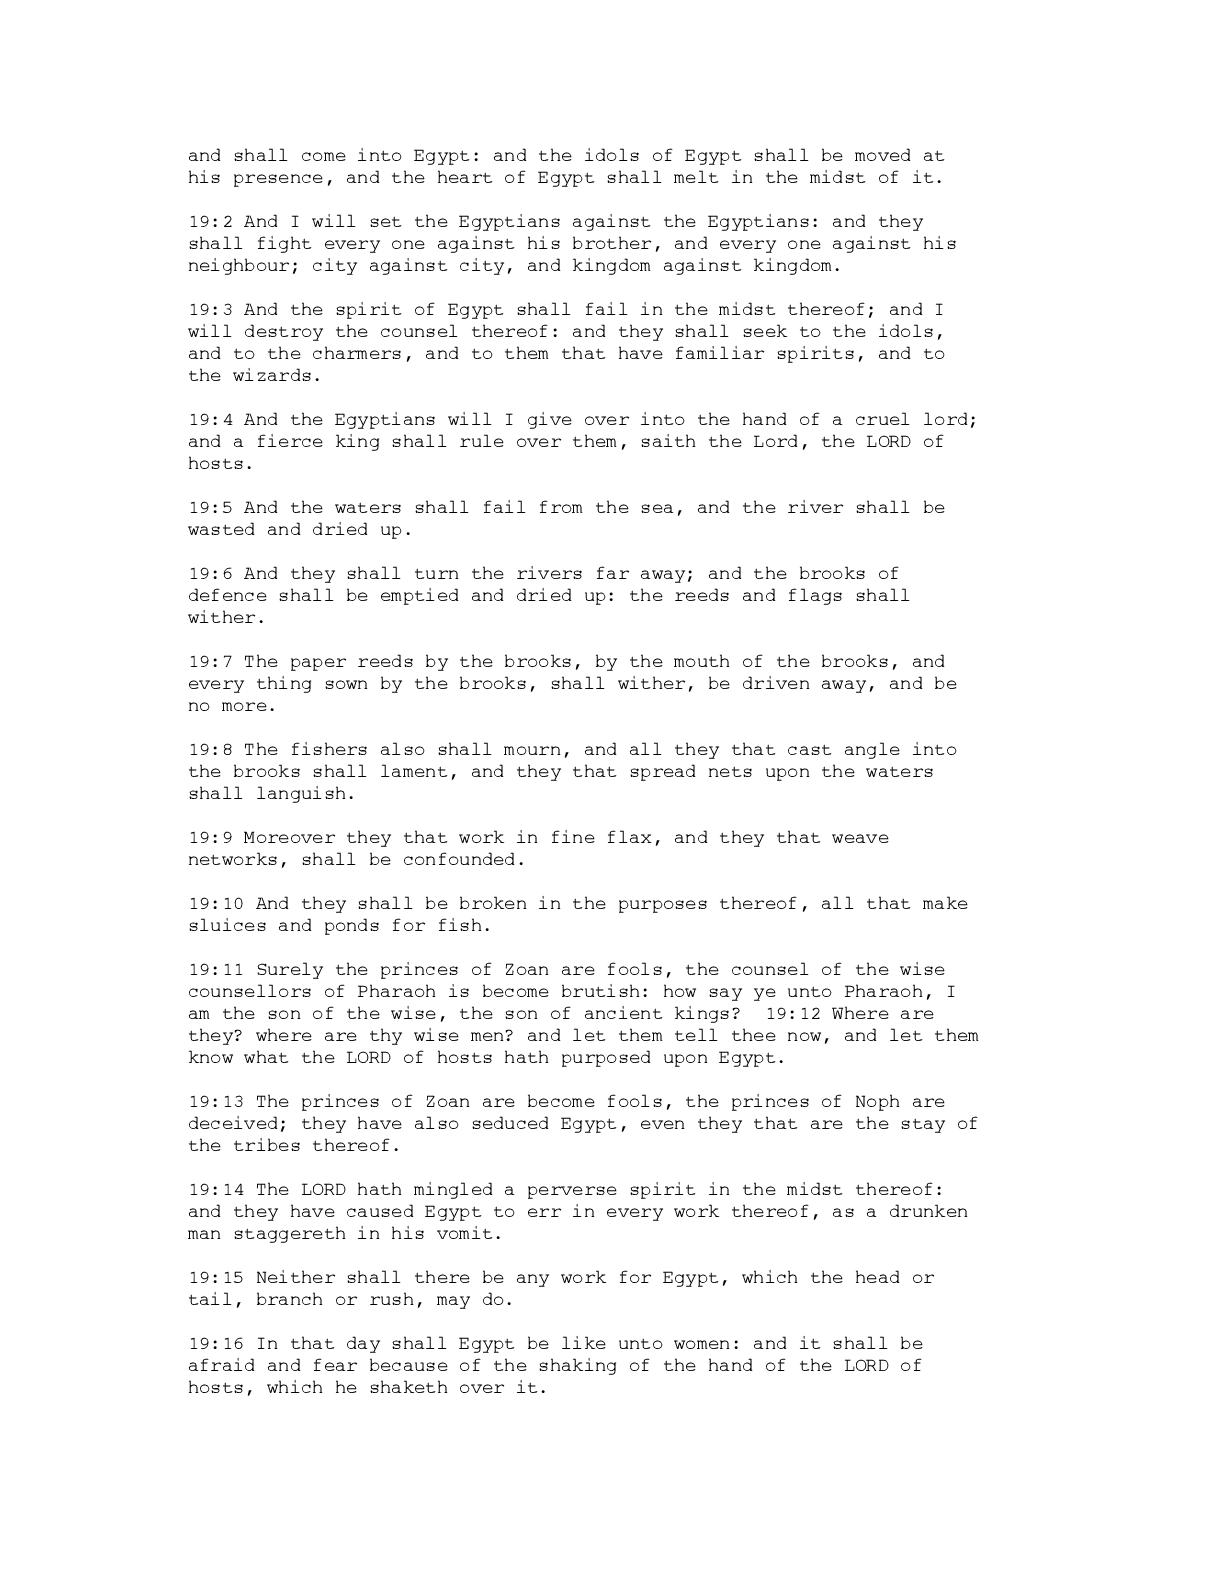 and shall come into Egypt: and the idols of Egypt shall be moved at
his presence, and the heart of Egypt shall melt in the midst of it.
19:2 And I will set the Egyptians against the Egyptians: and they
shall fight every one against his brother, and every one against his
neighbour; city against city, and kingdom against kingdom.
19:3 And the spirit of Egypt shall fail in the midst thereof; and I
will destroy the counsel thereof: and they shall seek to the idols,
and to the charmers, and to them that have familiar spirits, and to
the wizards.
19:4 And the Egyptians will I give over into the hand of a cruel lord;
and a fierce king shall rule over them, saith the Lord, the LORD of
hosts.
19:5 And the waters shall fail from the sea, and the river shall be
wasted and dried up.
19:6 And they shall turn the rivers far away; and the brooks of
defence shall be emptied and dried up: the reeds and flags shall
wither.
19:7 The paper reeds by the brooks, by the mouth of the brooks, and
every thing sown by the brooks, shall wither, be driven away, and be
no more.
19:8 The fishers also shall mourn, and all they that cast angle into
the brooks shall lament, and they that spread nets upon the waters
shall languish.
19:9 Moreover they that work in fine flax, and they that weave
networks, shall be confounded.
19:10 And they shall be broken in the purposes thereof, all that make
sluices and ponds for fish.
19:11 Surely the princes of Zoan are fools, the counsel of the wise
counsellors of Pharaoh is become brutish: how say ye unto Pharaoh, I
am the son of the wise, the son of ancient kings?  19:12 Where are
they? where are thy wise men? and let them tell thee now, and let them
know what the LORD of hosts hath purposed upon Egypt.
19:13 The princes of Zoan are become fools, the princes of Noph are
deceived; they have also seduced Egypt, even they that are the stay of
the tribes thereof.
19:14 The LORD hath mingled a perverse spirit in the midst thereof:
and they have caused Egypt to err in every work thereof, as a drunken
man staggereth in his vomit.
19:15 Neither shall there be any work for Egypt, which the head or
tail, branch or rush, may do.
19:16 In that day shall Egypt be like unto women: and it shall be
afraid and fear because of the shaking of the hand of the LORD of
hosts, which he shaketh over it.